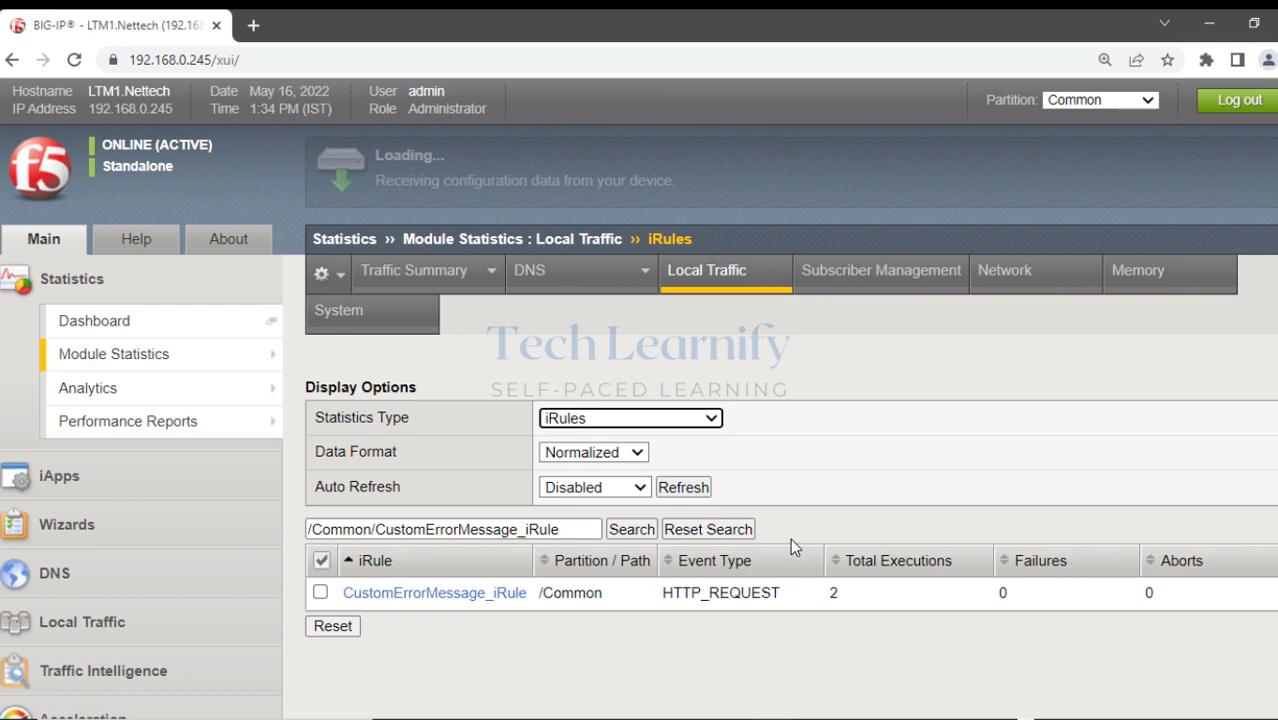 BIG-IP® - LTM1.Nettech (192.168
192.168.0.245/xui/
Hostname LTM1.Nettech Date May 16, 2022 User admin
IP Address 192.168.0.245 Time 1:34 PM (IST) Role Administrator
Partition: Common Log out
f5
ONLINE (ACTIVE)
Standalone
Loading...
Receiving configuration data from your device.
Main Help About
Statistics ›› Module Statistics : Local Traffic ›› iRules
Traffic Summary DNS Local Traffic Subscriber Management Network Memory
System
Statistics
Dashboard
Module Statistics
Analytics
Performance Reports
iApps
Wizards
DNS
Local Traffic
Traffic Intelligence
Acceleration
Tech Learnify
SELF-PACED LEARNING
Display Options
Statistics Type iRules
Data Format Normalized
Auto Refresh Disabled Refresh
/Common/CustomErrorMessage_iRule Search Reset Search
iRule Partition / Path Event Type Total Executions Failures Aborts
CustomErrorMessage_iRule /Common HTTP_REQUEST 2 0 0
Reset